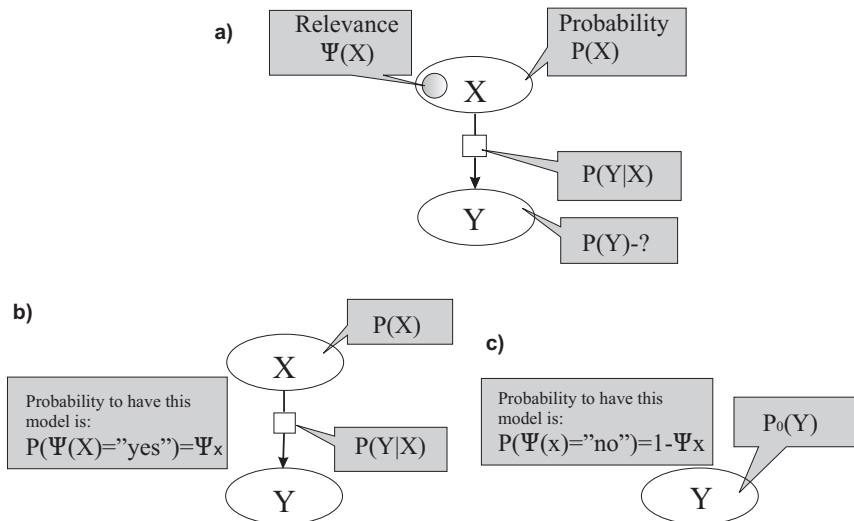 a)
Relevance
Ψ(X)
Probability
P(X)
X
P(Y|X)
Y
P(Y)-?
b)
P(X)
X
Probability to have this
model is:
P(Ψ(X)=”yes”)=Ψx
P(Y|X)
Y
c)
Probability to have this
model is:
P(Ψ(x)=”no”)=1-Ψx
P₀(Y)
Y